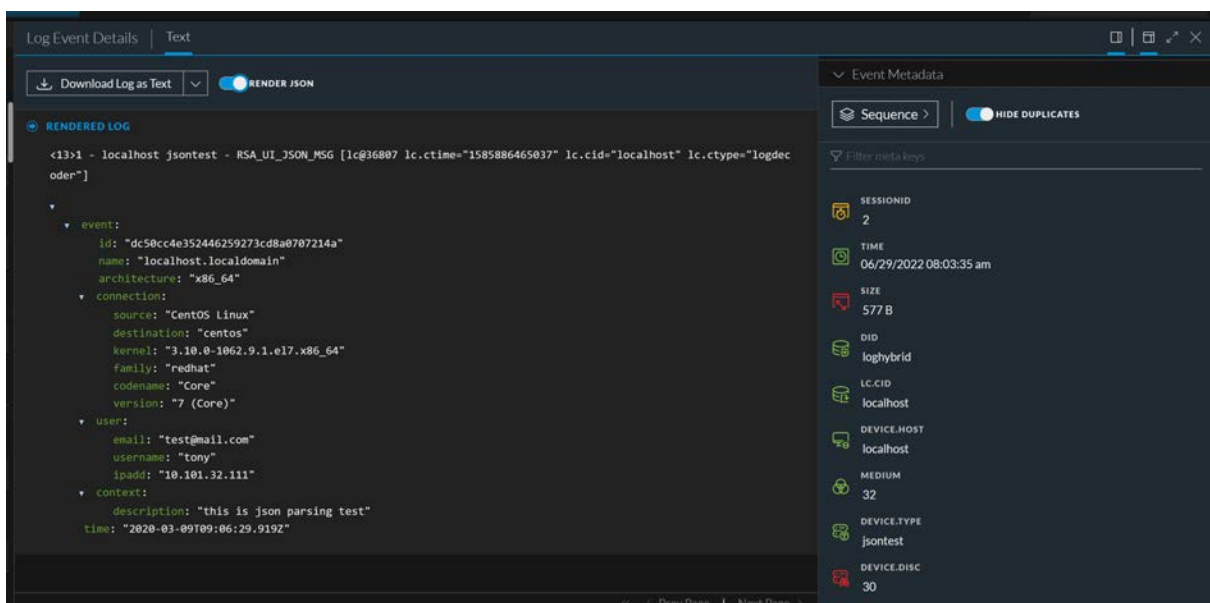 Log Event Details | Text
Download Log as Text
RENDER JSON
RENDERED LOG
<13>1 - localhost jsontest - RSA_UI_JSON_MSG [lc@36807 lc.ctime="1585886465037" lc.cid="localhost" lc.ctype="logdec
oder"]
event:
id: "dc50cc4e352446259273cd8a0707214a"
name: "localhost.localdomain"
architecture: "x86_64"
connection:
source: "CentOS Linux"
destination: "centos"
kernel: "3.10.0-1062.9.1.el7.x86_64"
family: "redhat"
codename: "Core"
version: "7 (Core)"
user:
email: "test@mail.com"
username: "tony"
ipadd: "10.101.32.111"
context:
description: "this is json parsing test"
time: "2020-03-09T09:06:29.919Z"
Prev Page | Next Page
Event Metadata
Sequence
HIDE DUPLICATES
Filter meta keys
SESSIONID
2
TIME
06/29/2022 08:03:35 am
SIZE
577 B
DID
loghybrid
LC.CID
localhost
DEVICE.HOST
localhost
MEDIUM
32
DEVICE.TYPE
jsontest
DEVICE.DISC
30